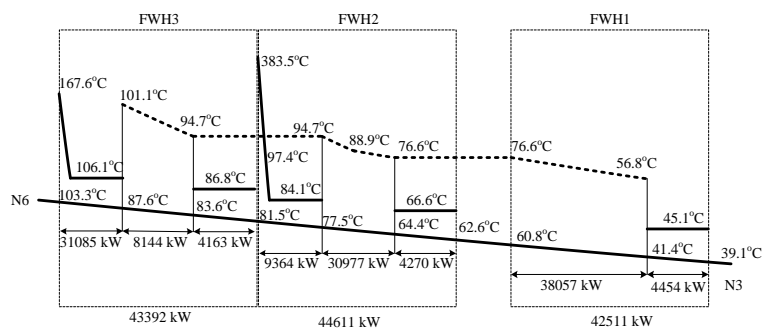 FWH3 FWH2 FWH1
383.5°C
167.6°C
101.1°C
94.7°C 94.7°C
88.9°C 76.6°C 76.6°C
97.4°C
106.1°C 86.8°C 84.1°C 66.6°C 56.8°C
N6 103.3°C 87.6°C 83.6°C 81.5°C 77.5°C 64.4°C 62.6°C 60.8°C 45.1°C 41.4°C 39.1°C
N3
31085 kW 8144 kW 4163 kW 9364 kW 30977 kW 4270 kW 38057 kW 4454 kW
43392 kW 44611 kW 42511 kW